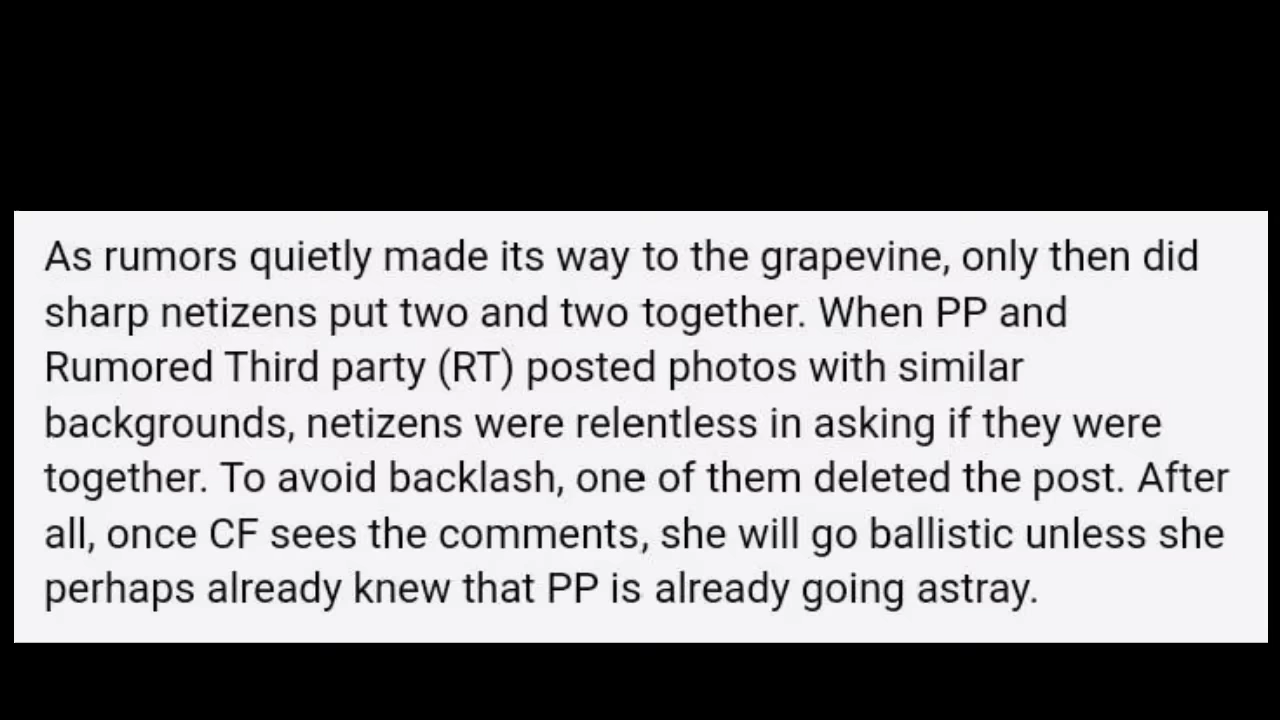 As rumors quietly made its way to the grapevine, only then did
sharp netizens put two and two together. When PP and
Rumored Third party (RT) posted photos with similar
backgrounds, netizens were relentless in asking if they were
together. To avoid backlash, one of them deleted the post. After
all, once CF sees the comments, she will go ballistic unless she
perhaps already knew that PP is already going astray.